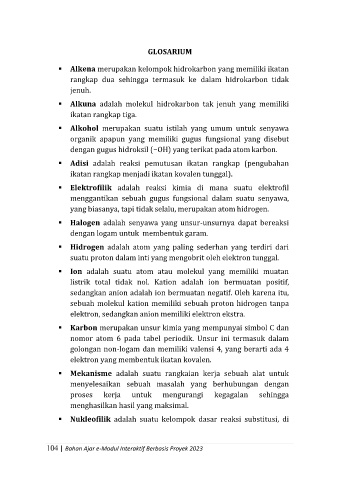 GLOSARIUM
▪ Alkena merupakan kelompok hidrokarbon yang memiliki ikatan
rangkap dua sehingga termasuk ke dalam hidrokarbon tidak
jenuh.
▪ Alkuna adalah molekul hidrokarbon tak jenuh yang memiliki
ikatan rangkap tiga.
▪ Alkohol merupakan suatu istilah yang umum untuk senyawa
organik apapun yang memiliki gugus fungsional yang disebut
dengan gugus hidroksil (−OH) yang terikat pada atom karbon.
▪ Adisi adalah reaksi pemutusan ikatan rangkap (pengubahan
ikatan rangkap menjadi ikatan kovalen tunggal).
▪ Elektrofilik adalah reaksi kimia di mana suatu elektrofil
menggantikan sebuah gugus fungsional dalam suatu senyawa,
yang biasanya, tapi tidak selalu, merupakan atom hidrogen.
▪ Halogen adalah senyawa yang unsur-unsurnya dapat bereaksi
dengan logam untuk membentuk garam.
▪ Hidrogen adalah atom yang paling sederhan yang terdiri dari
suatu proton dalam inti yang mengobrit oleh elektron tunggal.
▪ Ion adalah suatu atom atau molekul yang memiliki muatan
listrik total tidak nol. Kation adalah ion bermuatan positif,
sedangkan anion adalah ion bermuatan negatif. Oleh karena itu,
sebuah molekul kation memiliki sebuah proton hidrogen tanpa
elektron, sedangkan anion memiliki elektron ekstra.
▪ Karbon merupakan unsur kimia yang mempunyai simbol C dan
nomor atom 6 pada tabel periodik. Unsur ini termasuk dalam
golongan non-logam dan memiliki valensi 4, yang berarti ada 4
elektron yang membentuk ikatan kovalen.
▪ Mekanisme adalah suatu rangkaian kerja sebuah alat untuk
menyelesaikan sebuah masalah yang berhubungan dengan
proses kerja untuk mengurangi kegagalan sehingga
menghasilkan hasil yang maksimal.
▪ Nukleofilik adalah suatu kelompok dasar reaksi substitusi, di
104 | Bahan Ajar e-Modul Interaktif Berbasis Proyek 2023